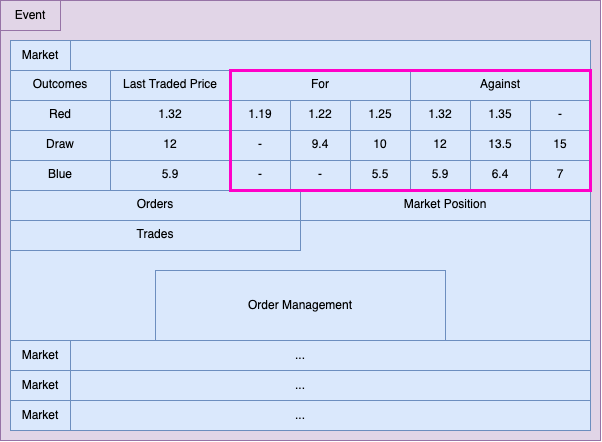 Event
Market
Outcomes Last Traded Price For Against
Red 1.32 1.19 1.22 1.25 1.32 1.35 -
Draw 12 - 9.4 10 12 13.5 15
Blue 5.9 - - 5.5 5.9 6.4 7
Orders Market Position
Trades
Order Management
Market ...
Market ...
Market ...